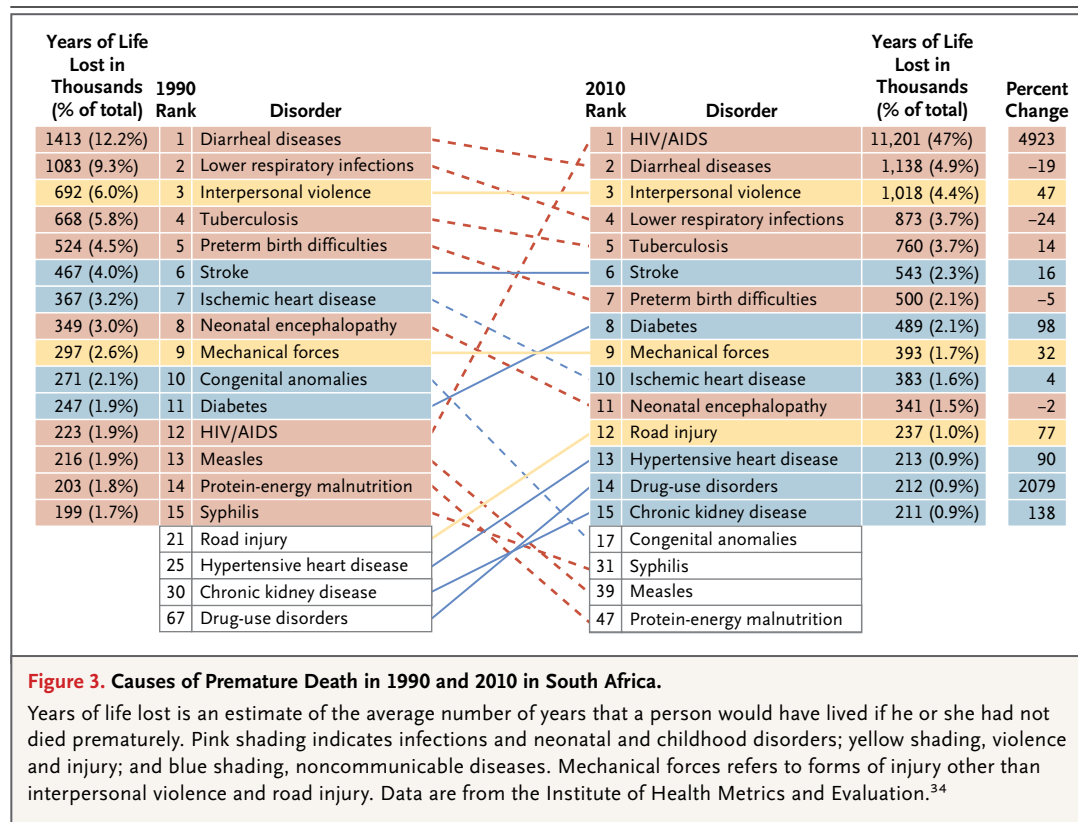 Years of Life Lost in Thousands (% of total) 1990 Rank Disorder 2010 Rank Disorder Years of Life Lost in Thousands (% of total) Percent Change
1413 (12.2%) 1 Diarrheal diseases 1 HIV/AIDS 11,201 (47%) 4923
1083 (9.3%) 2 Lower respiratory infections 2 Diarrheal diseases 1,138 (4.9%) –19
692 (6.0%) 3 Interpersonal violence 3 Interpersonal violence 1,018 (4.4%) 47
668 (5.8%) 4 Tuberculosis 4 Lower respiratory infections 873 (3.7%) –24
524 (4.5%) 5 Preterm birth difficulties 5 Tuberculosis 760 (3.7%) 14
467 (4.0%) 6 Stroke 6 Stroke 543 (2.3%) 16
367 (3.2%) 7 Ischemic heart disease 7 Preterm birth difficulties 500 (2.1%) –5
349 (3.0%) 8 Neonatal encephalopathy 8 Diabetes 489 (2.1%) 98
297 (2.6%) 9 Mechanical forces 9 Mechanical forces 393 (1.7%) 32
271 (2.1%) 10 Congenital anomalies 10 Ischemic heart disease 383 (1.6%) 4
247 (1.9%) 11 Diabetes 11 Neonatal encephalopathy 341 (1.5%) –2
223 (1.9%) 12 HIV/AIDS 12 Road injury 237 (1.0%) 77
216 (1.9%) 13 Measles 13 Hypertensive heart disease 213 (0.9%) 90
203 (1.8%) 14 Protein-energy malnutrition 14 Drug-use disorders 212 (0.9%) 2079
199 (1.7%) 15 Syphilis 15 Chronic kidney disease 211 (0.9%) 138
21 Road injury 17 Congenital anomalies
25 Hypertensive heart disease 31 Syphilis
30 Chronic kidney disease 39 Measles
67 Drug-use disorders 47 Protein-energy malnutrition
Figure 3. Causes of Premature Death in 1990 and 2010 in South Africa.
Years of life lost is an estimate of the average number of years that a person would have lived if he or she had not
died prematurely. Pink shading indicates infections and neonatal and childhood disorders; yellow shading, violence
and injury; and blue shading, noncommunicable diseases. Mechanical forces refers to forms of injury other than
interpersonal violence and road injury. Data are from the Institute of Health Metrics and Evaluation.³⁴